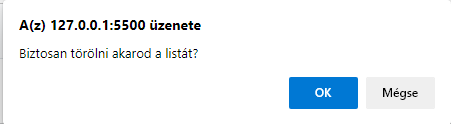 A(z) 127.0.0.1:5500 üzenete
Biztosan törölni akarod a listát?
OK
Mégse